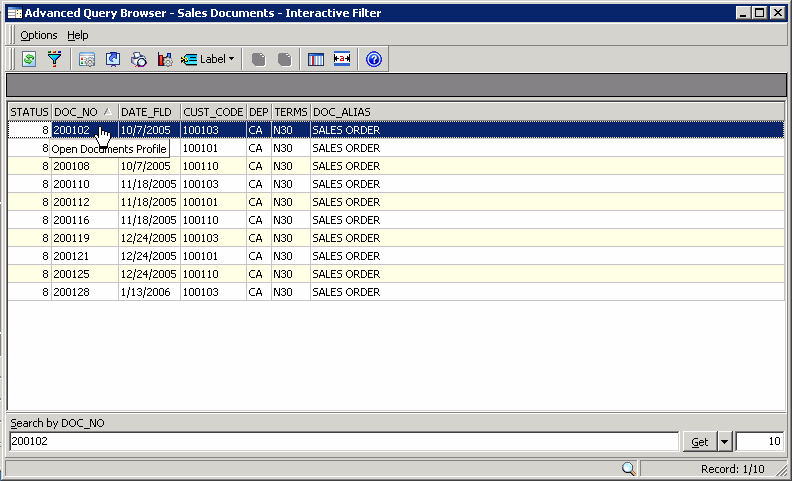 Advanced Query Browser - Sales Documents - Interactive Filter
Options Help
Label
STATUS DOC_NO DATE_FLD CUST_CODE DEP TERMS DOC_ALIAS
8 200102 10/7/2005 100103 CA N30 SALES ORDER
8 100101 CA N30 SALES ORDER
Open Documents Profile
8 200108 10/7/2005 100110 CA N30 SALES ORDER
8 200110 11/18/2005 100103 CA N30 SALES ORDER
8 200112 11/18/2005 100101 CA N30 SALES ORDER
8 200116 11/18/2005 100110 CA N30 SALES ORDER
8 200119 12/24/2005 100103 CA N30 SALES ORDER
8 200121 12/24/2005 100101 CA N30 SALES ORDER
8 200125 12/24/2005 100110 CA N30 SALES ORDER
8 200128 1/13/2006 100103 CA N30 SALES ORDER
Search by DOC_NO
200102 Get 10
Record: 1/10